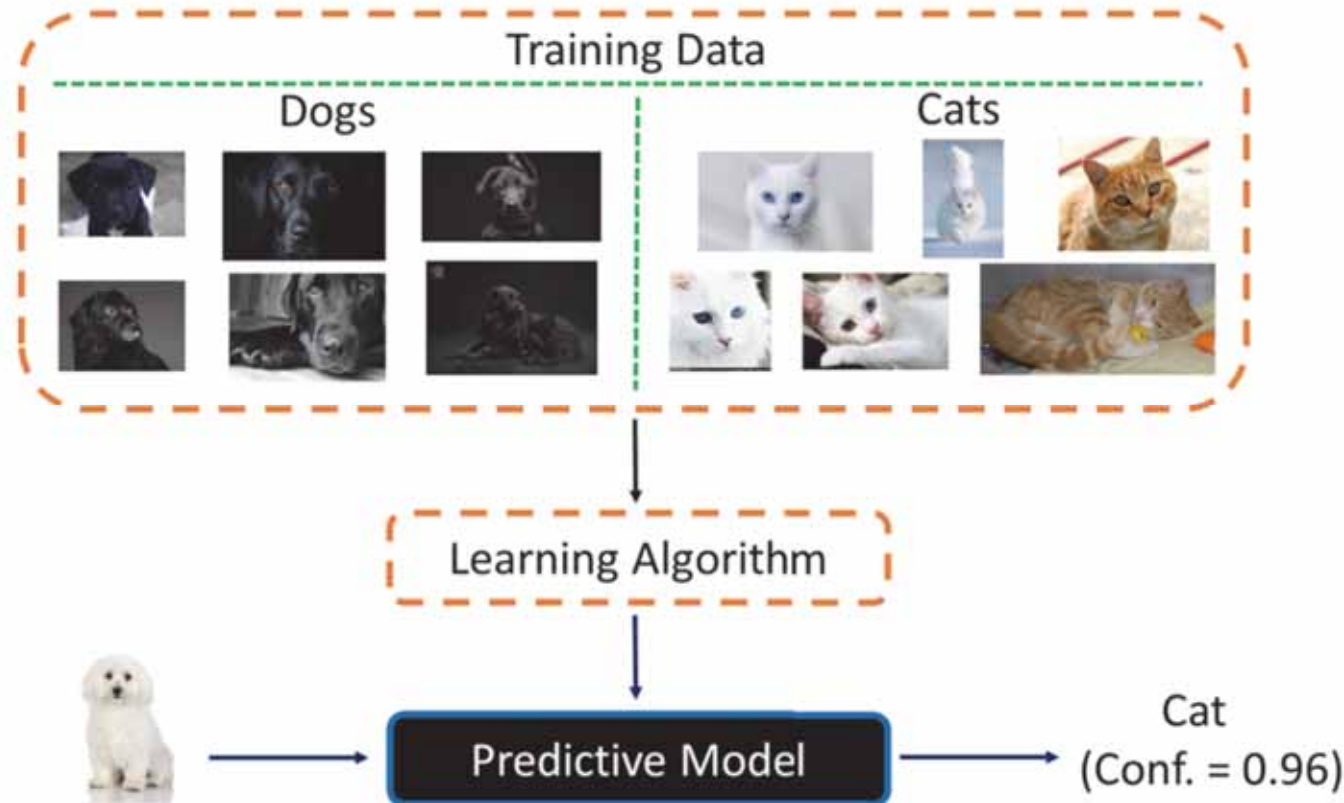 Training Data
Dogs
Cats
Learning Algorithm
Predictive Model
Cat
(Conf. = 0.96)